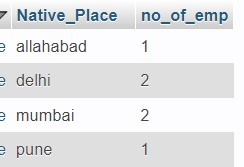 Native_Place no_of_emp
e allahabad 1
e delhi 2
e mumbai 2
e pune 1